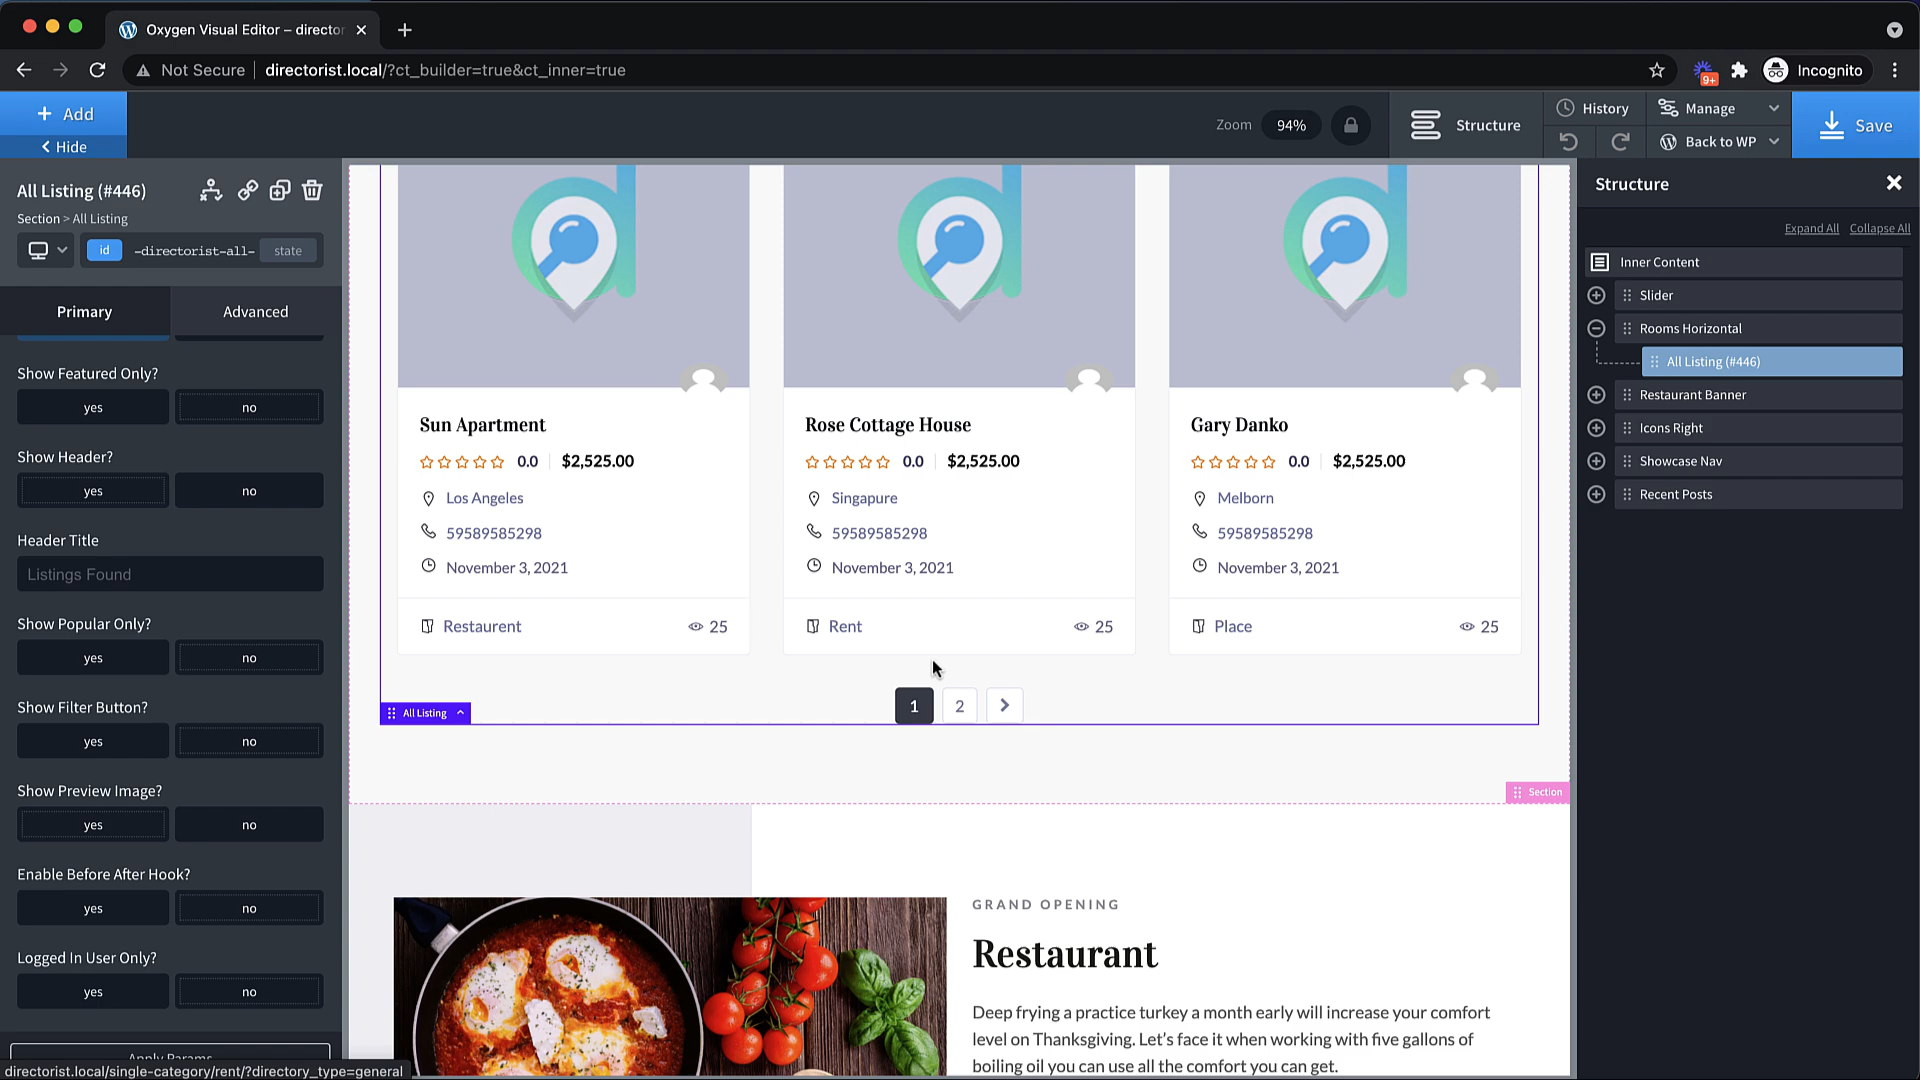 Oxygen Visual Editor – director
Not Secure
directorist.local/?ct_builder=true&ct_inner=true
9+
Incognito
Add
Hide
Zoom
94%
Structure
History
Manage
Back to WP
Save
All Listing (#446)
Section > All Listing
id
-directorist-all-
state
Primary
Advanced
Show Featured Only?
yes
no
Show Header?
yes
no
Header Title
Listings Found
Show Popular Only?
yes
no
Show Filter Button?
yes
no
Show Preview Image?
yes
no
Enable Before After Hook?
yes
no
Logged In User Only?
yes
no
Apply Params
directorist.local/single-category/rent/?directory_type=general
Sun Apartment
0.0
$2,525.00
Los Angeles
59589585298
November 3, 2021
Restaurent
25
Rose Cottage House
0.0
$2,525.00
Singapure
59589585298
November 3, 2021
Rent
25
Gary Danko
0.0
$2,525.00
Melborn
59589585298
November 3, 2021
Place
25
1
2
All Listing
Section
GRAND OPENING
Restaurant
Deep frying a practice turkey a month early will increase your comfort
level on Thanksgiving. Let's face it when working with five gallons of
boiling oil you can use all the comfort you can get.
Structure
Expand All
Collapse All
Inner Content
Slider
Rooms Horizontal
All Listing (#446)
Restaurant Banner
Icons Right
Showcase Nav
Recent Posts